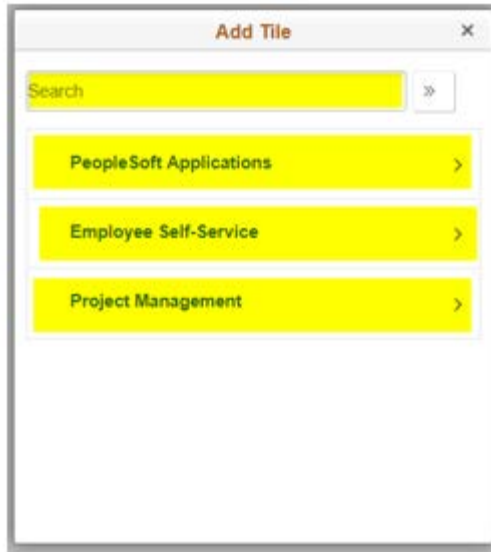 Add Tile
Search
PeopleSoft Applications
Employee Self-Service
Project Management